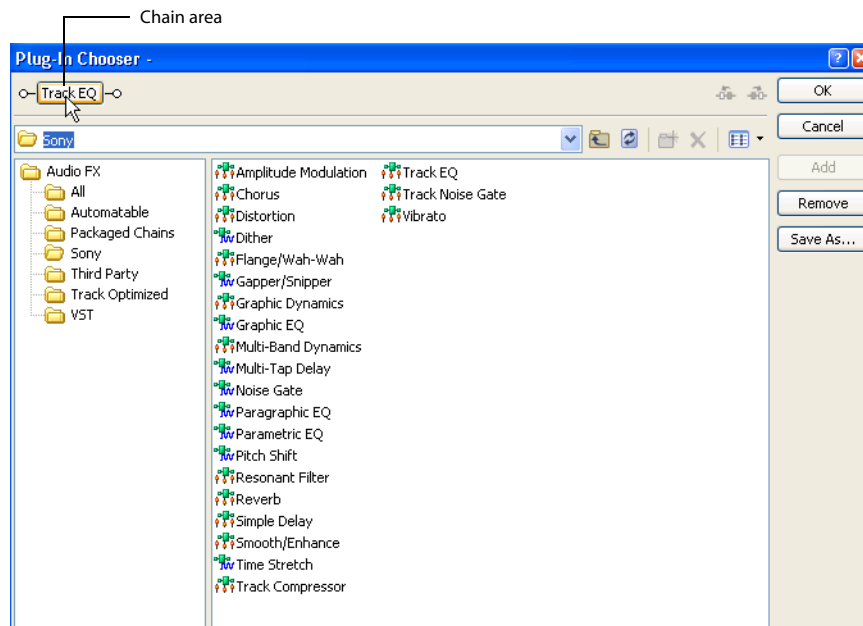 Chain area
Plug-In Chooser -
Track EQ
OK
Sony
Cancel
Add
Remove
Save As...
Audio FX
All
Automatable
Packaged Chains
Sony
Third Party
Track Optimized
VST
Amplitude Modulation
Chorus
Distortion
Dither
Flange/Wah-Wah
Gapper/Snipper
Graphic Dynamics
Graphic EQ
Multi-Band Dynamics
Multi-Tap Delay
Noise Gate
Paragraphic EQ
Parametric EQ
Pitch Shift
Resonant Filter
Reverb
Simple Delay
Smooth/Enhance
Time Stretch
Track Compressor
Track EQ
Track Noise Gate
Vibrato